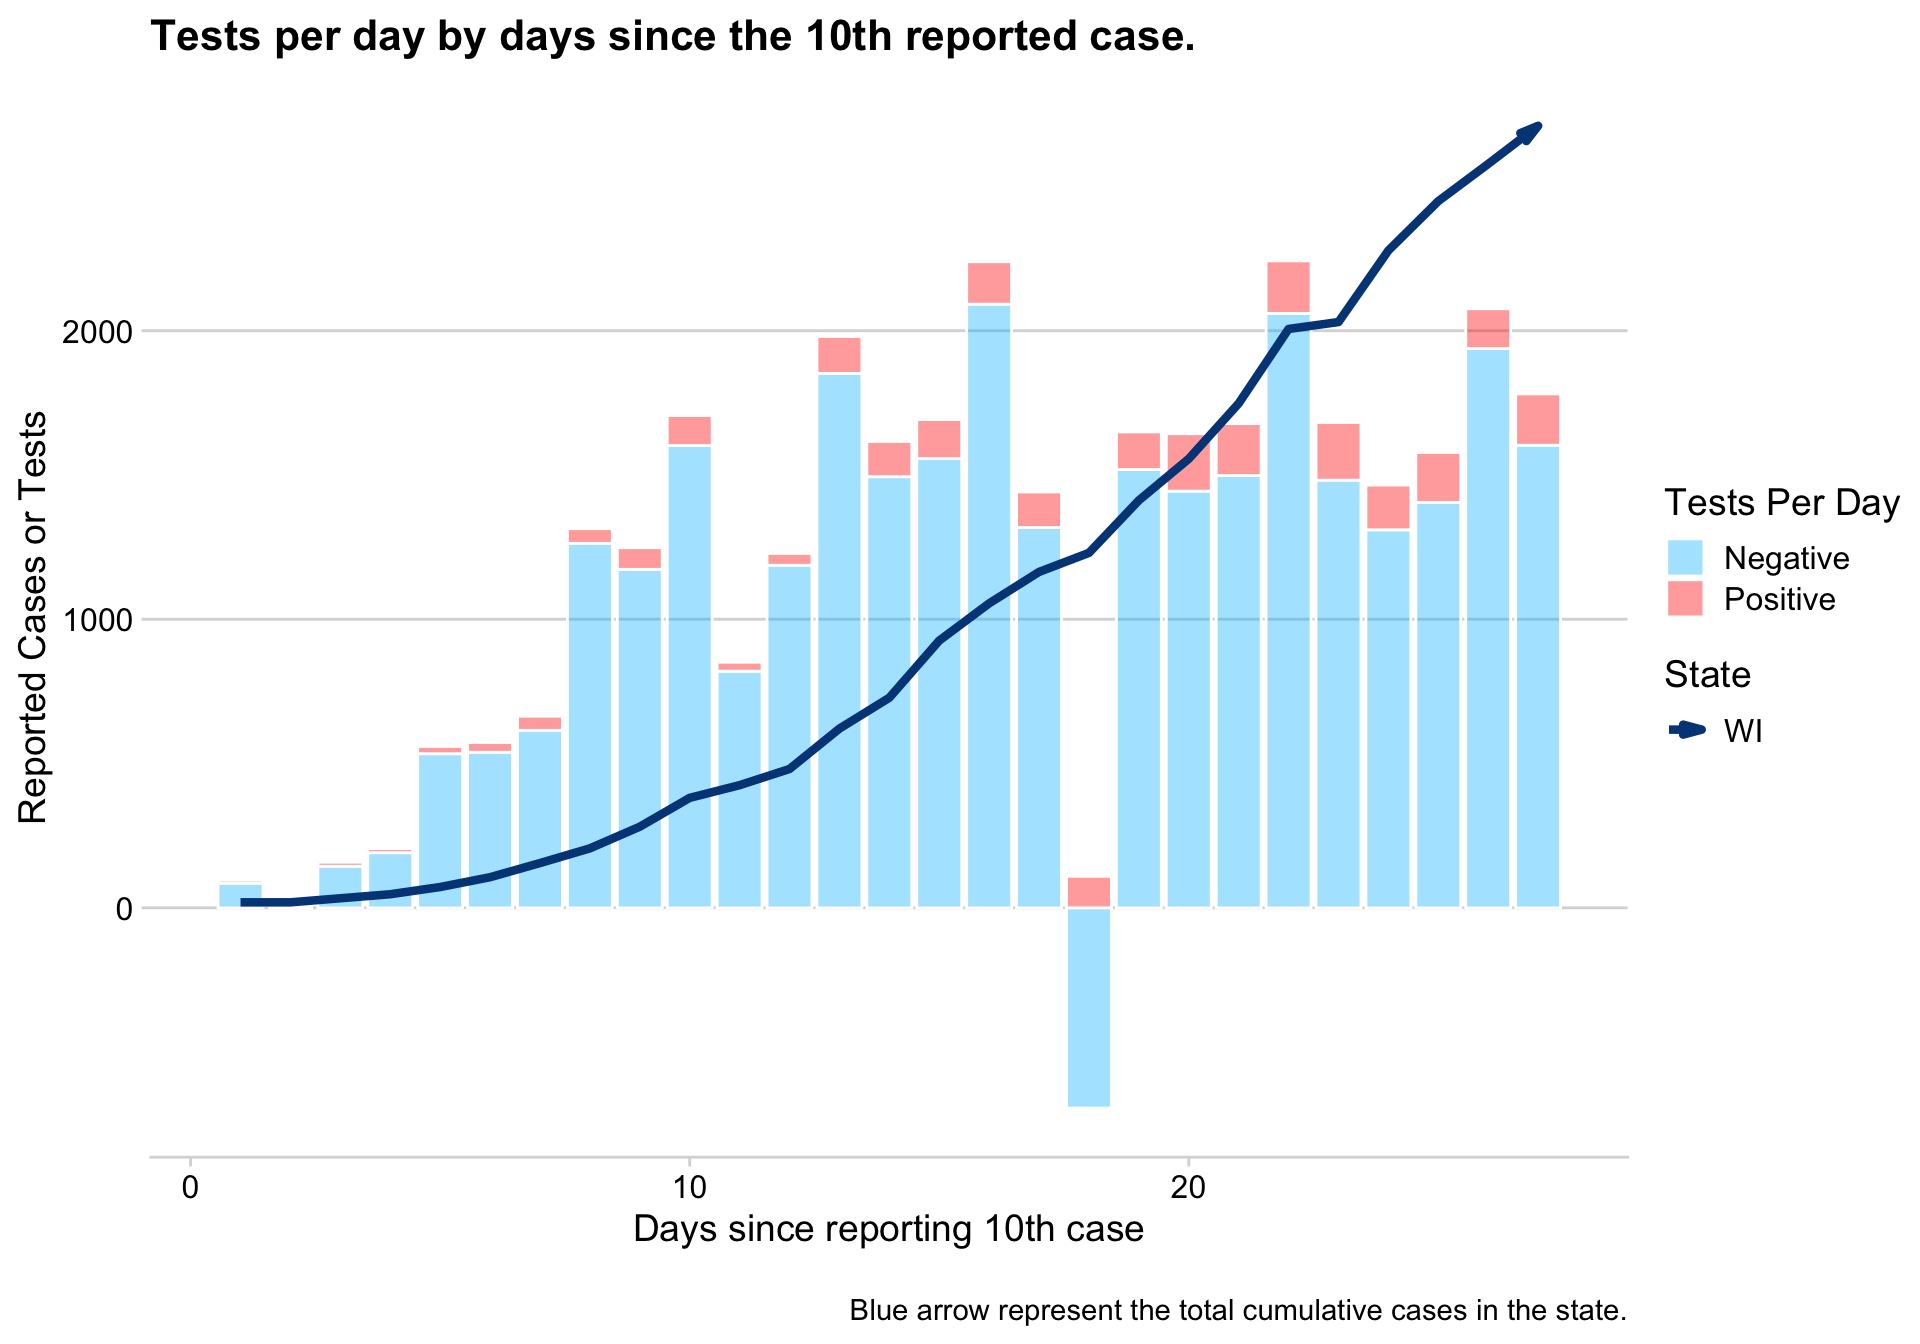 Tests per day by days since the 10th reported case.
Reported Cases or Tests
2000
1000
0
0
10
20
Days since reporting 10th case
Tests Per Day
Negative
Positive
State
WI
Blue arrow represent the total cumulative cases in the state.